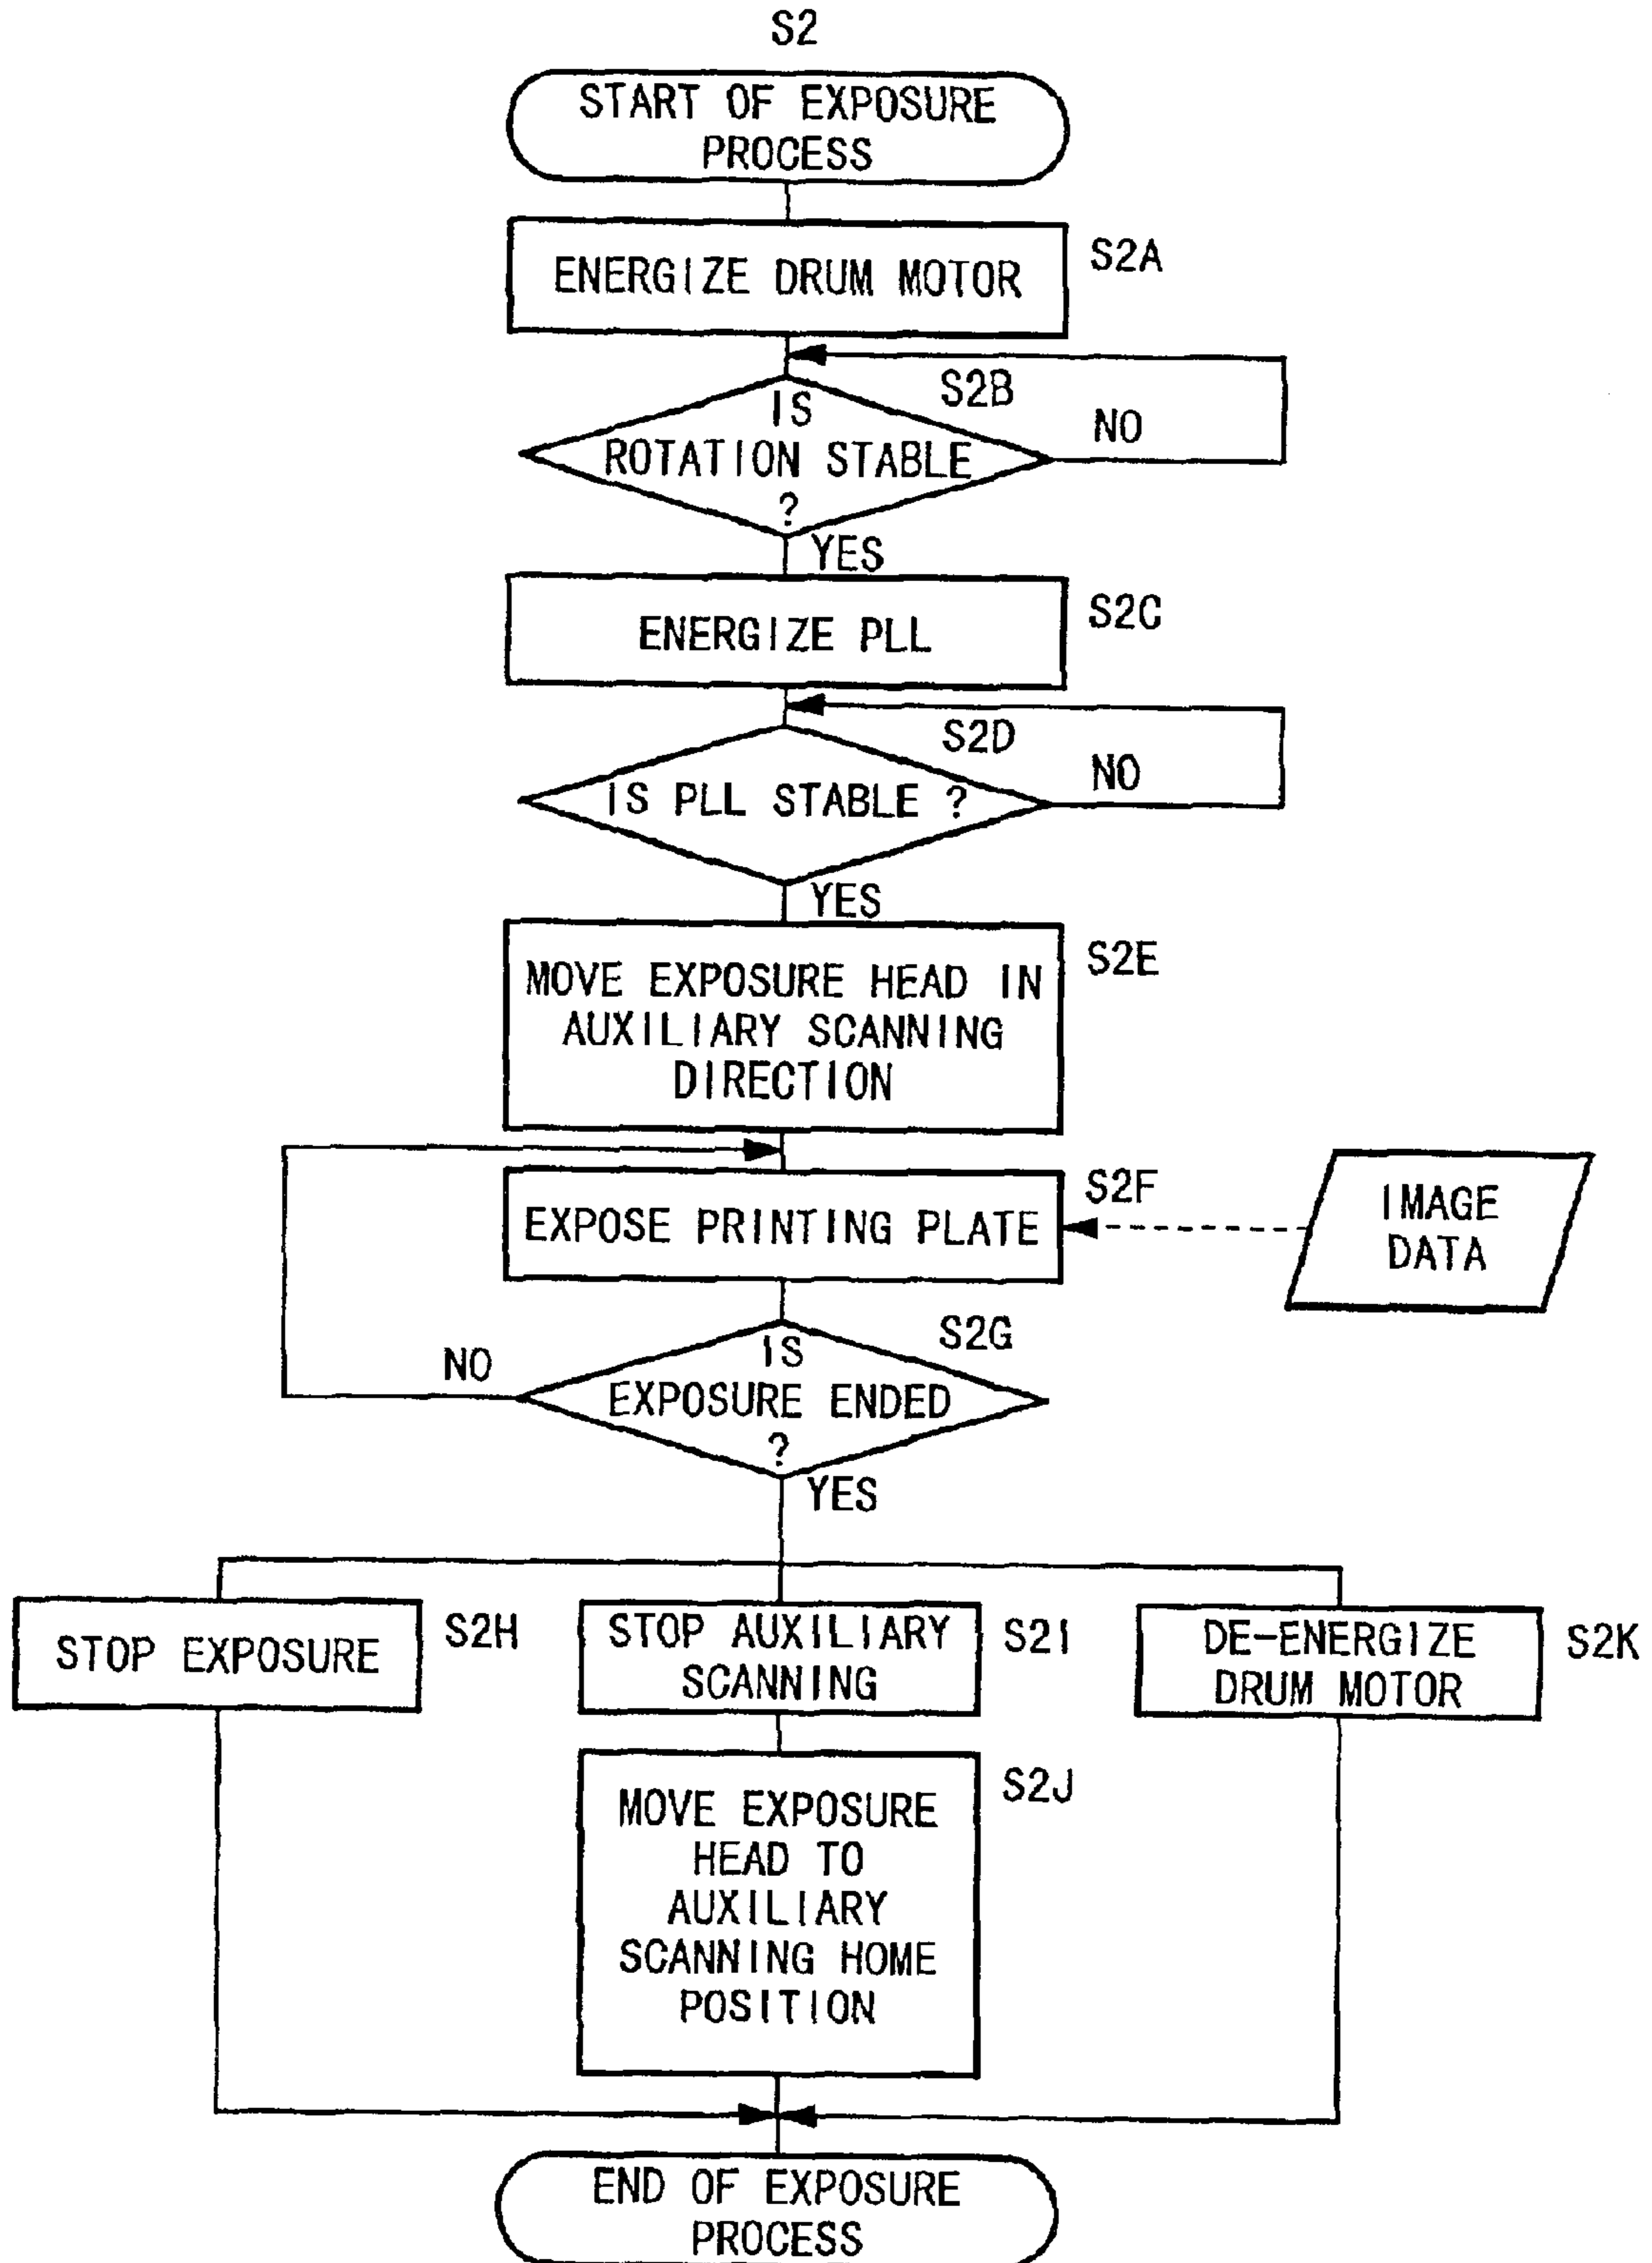 S2
START OF EXPOSURE
PROCESS
ENERGIZE DRUM MOTOR
S2A
S2B
IS
ROTATION STABLE
?
NO
YES
ENERGIZE PLL
S2C
S2D
IS PLL STABLE ?
NO
YES
MOVE EXPOSURE HEAD IN
AUXILIARY SCANNING
DIRECTION
S2E
EXPOSE PRINTING PLATE
S2F
IMAGE
DATA
S2G
IS
EXPOSURE ENDED
?
NO
YES
STOP EXPOSURE
S2H
STOP AUXILIARY
SCANNING
S2I
DE-ENERGIZE
DRUM MOTOR
S2K
MOVE EXPOSURE
HEAD TO
AUXILIARY
SCANNING HOME
POSITION
S2J
END OF EXPOSURE
PROCESS